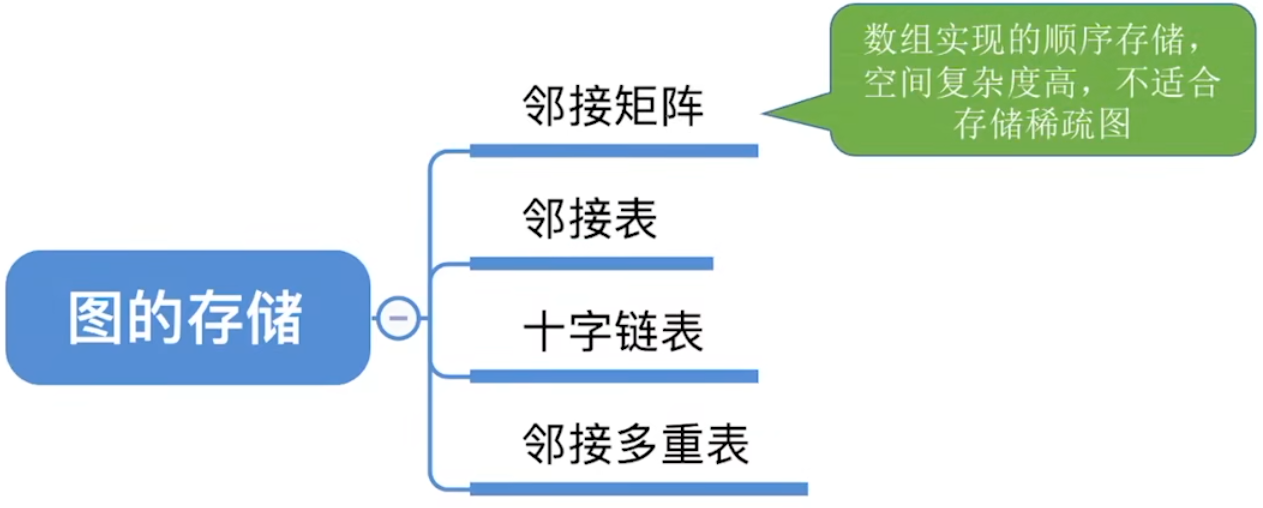 数组实现的顺序存储，
空间复杂度高，不适合
存储稀疏图
邻接矩阵
邻接表
图的存储
十字链表
邻接多重表